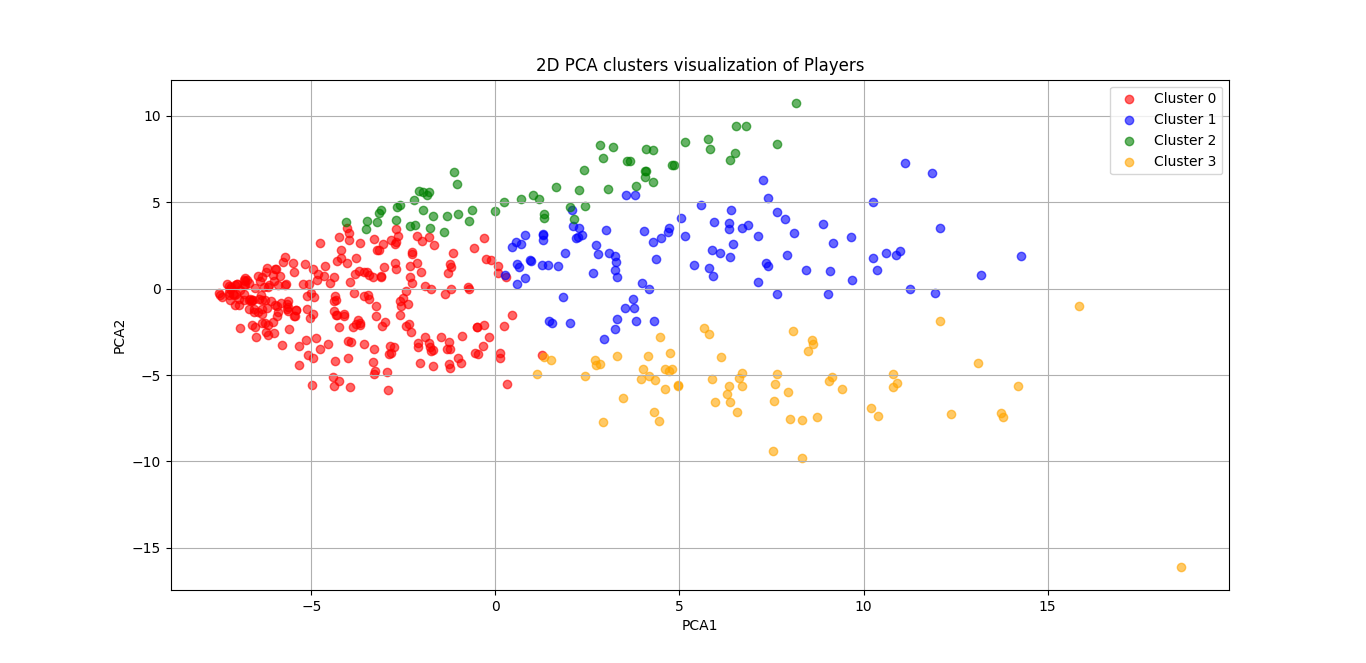 2D PCA clusters visualization of Players
Cluster 0
Cluster 1
Cluster 2
Cluster 3
10
5
0
−5
−10
−15
PCA2
−5
0
5
10
15
PCA1